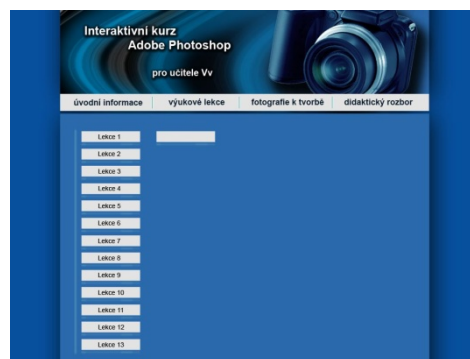 Interaktivní kurz
Adobe Photoshop
pro učitele Vv
úvodní informace výukové lekce fotografie k tvorbě didaktický rozbor
Lekce 1
Lekce 2
Lekce 3
Lekce 4
Lekce 5
Lekce 6
Lekce 7
Lekce 8
Lekce 9
Lekce 10
Lekce 11
Lekce 12
Lekce 13